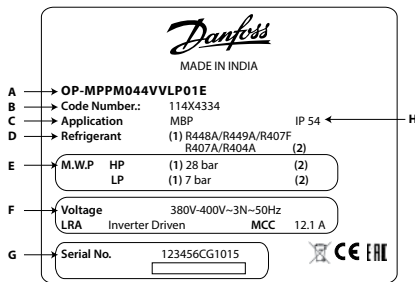 Danfoss
MADE IN INDIA
A OP-MPPM044VVLP01E
B Code Number.: 114X4334
C Application MBP IP 54 H
D Refrigerant (1) R448A/R449A/R407F
R407A/R404A (2)
E M.W.P HP (1) 28 bar (2)
LP (1) 7 bar (2)
F Voltage 380V-400V~3N~50Hz
LRA Inverter Driven MCC 12.1 A
G Serial No. 123456CG1015
CE EAC